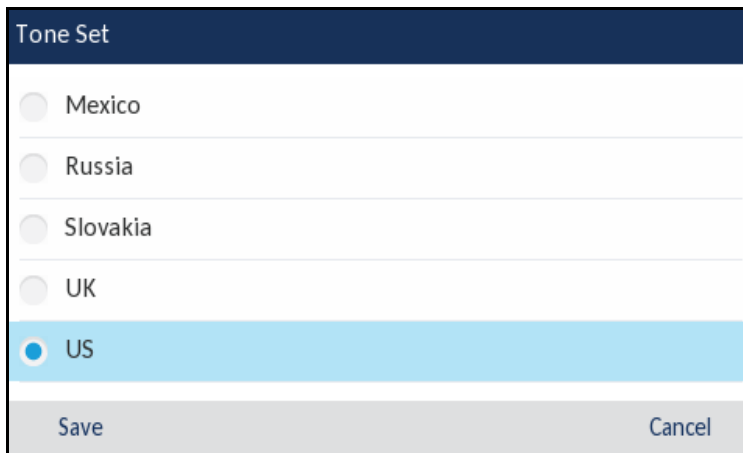 Tone Set
Mexico
Russia
Slovakia
UK
US
Save Cancel